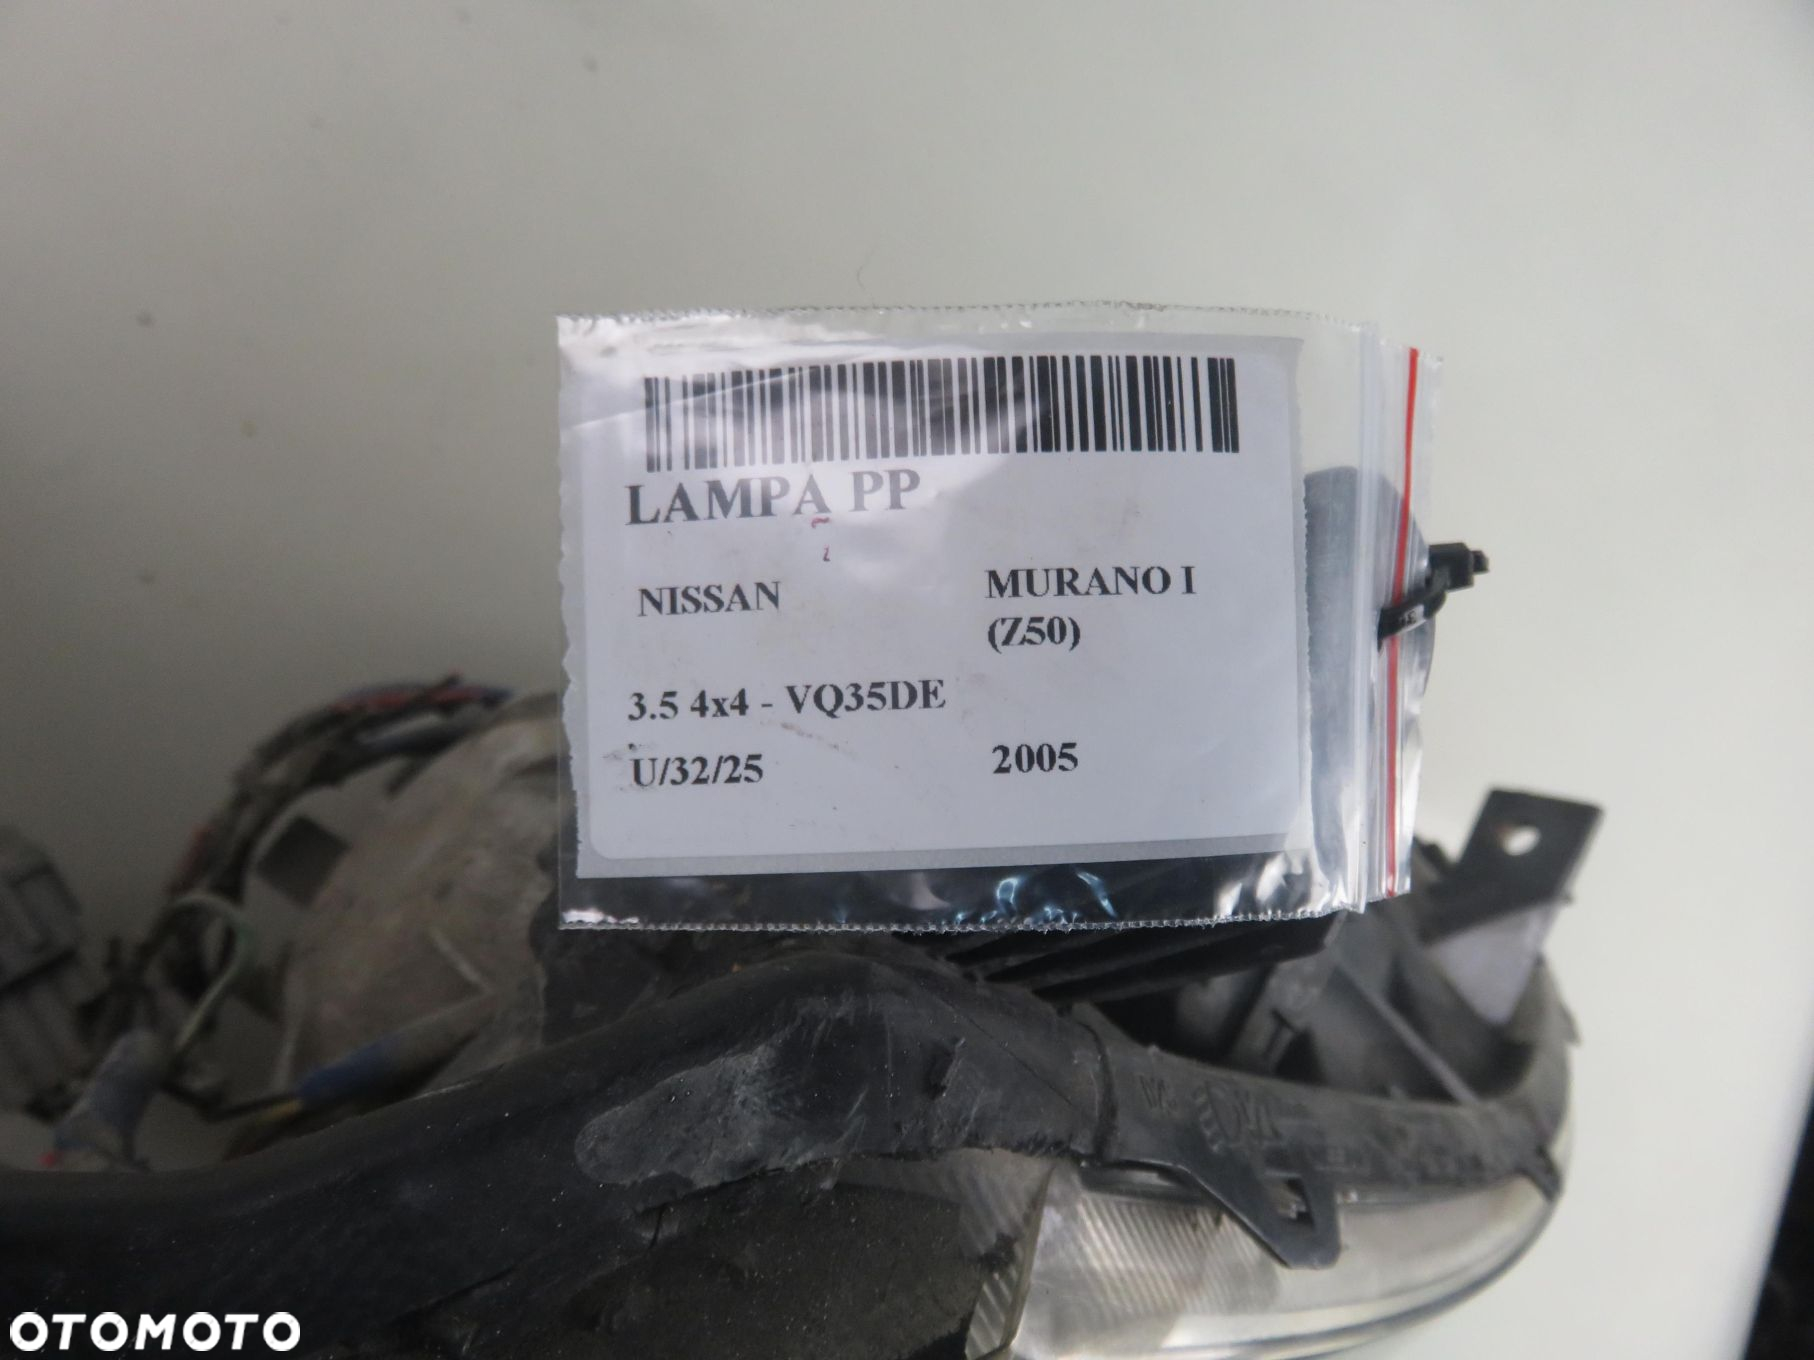 LAMPA PP
NISSAN
MURANO I
(Z50)
3.5 4x4 - VQ35DE
U/32/25
2005
OTOMOTO